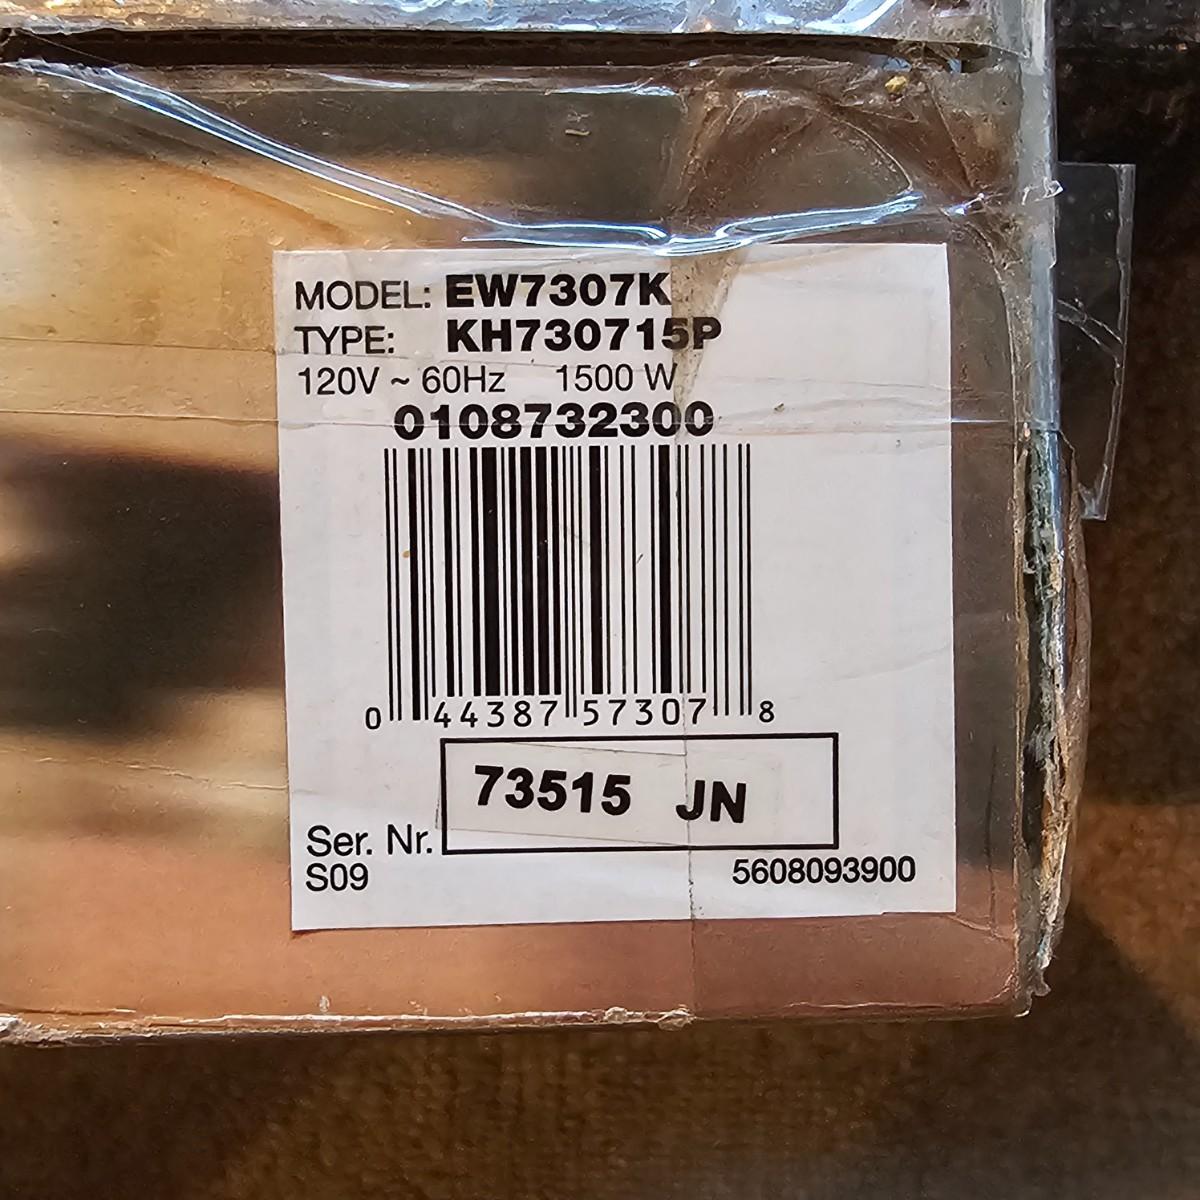 MODEL: EW7307K
TYPE: KH730715P
120V ~ 60Hz 1500 W
0108732300
0 44387 57307 8
73515 JN
Ser. Nr.
S09 5608093900